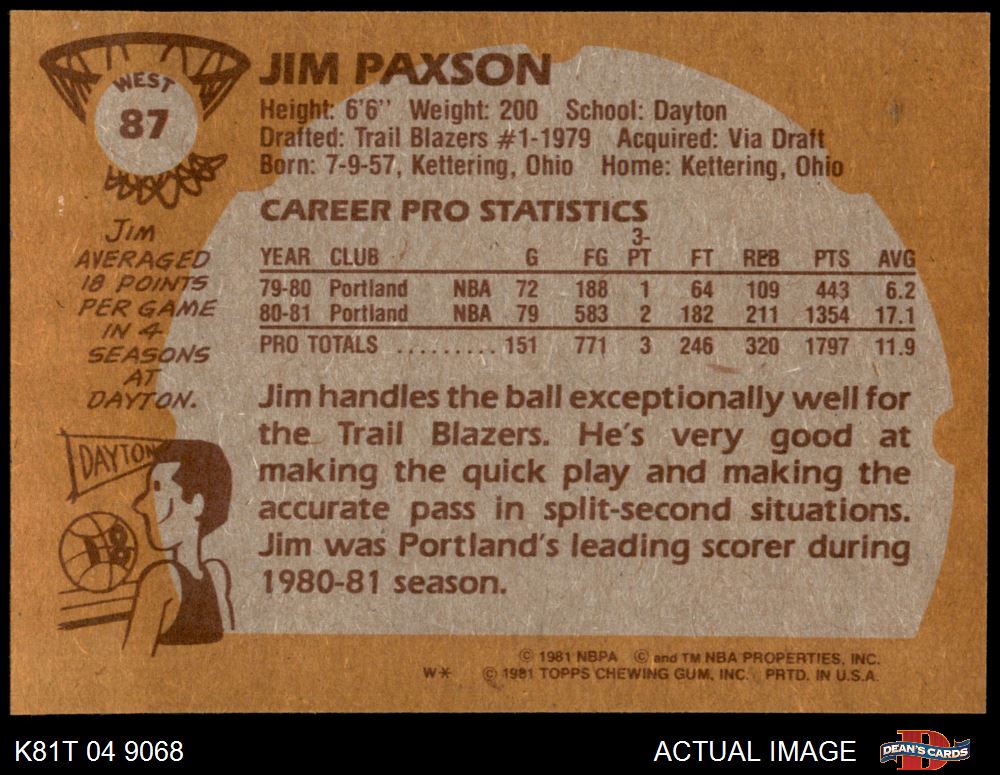 WEST
87
JIM PAXSON
Height: 6'6'' Weight: 200 School: Dayton
Drafted: Trail Blazers #1-1979 Acquired: Via Draft
Born: 7-9-57, Kettering, Ohio Home: Kettering, Ohio
CAREER PRO STATISTICS
YEAR CLUB G FG 3-PT FT REB PTS AVG
79-80 Portland NBA 72 188 1 64 109 443 6.2
80-81 Portland NBA 79 583 2 182 211 1354 17.1
PRO TOTALS ......... 151 771 3 246 320 1797 11.9
JIM
AVERAGED
18 POINTS
PER GAME
IN 4
SEASONS
AT
DAYTON.
DAYTON
18
Jim handles the ball exceptionally well for
the Trail Blazers. He's very good at
making the quick play and making the
accurate pass in split-second situations.
Jim was Portland's leading scorer during
1980-81 season.
© 1981 NBPA © and TM NBA PROPERTIES, INC.
W* © 1981 TOPPS CHEWING GUM, INC. PRTD. IN U.S.A.
K81T 04 9068
ACTUAL IMAGE
D
DEAN'S CARDS